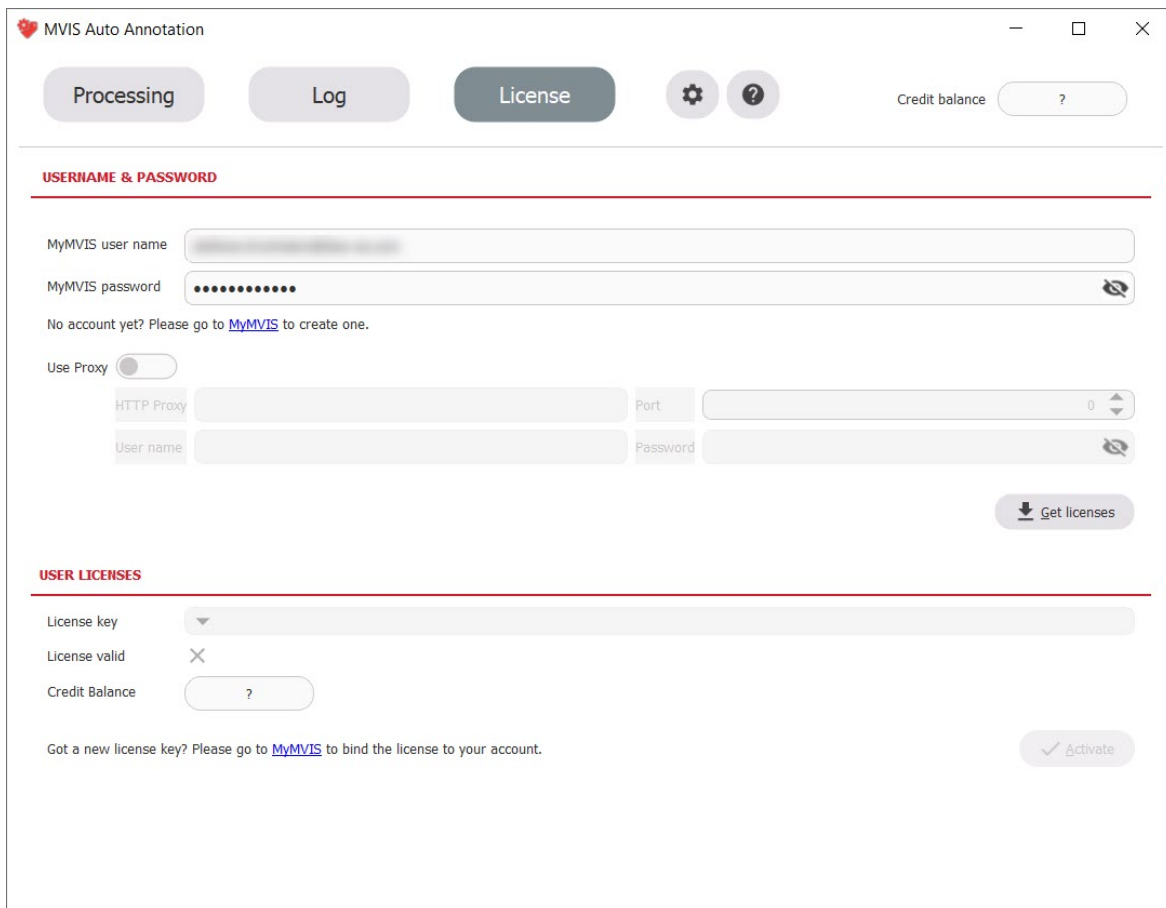 MVIS Auto Annotation
Processing Log License Credit balance ?
USERNAME & PASSWORD
MyMVIS user name
MyMVIS password ••••••••••••
No account yet? Please go to MyMVIS to create one.
Use Proxy
HTTP Proxy Port 0
User name Password
Get licenses
USER LICENSES
License key
License valid
Credit Balance ?
Got a new license key? Please go to MyMVIS to bind the license to your account.
Activate